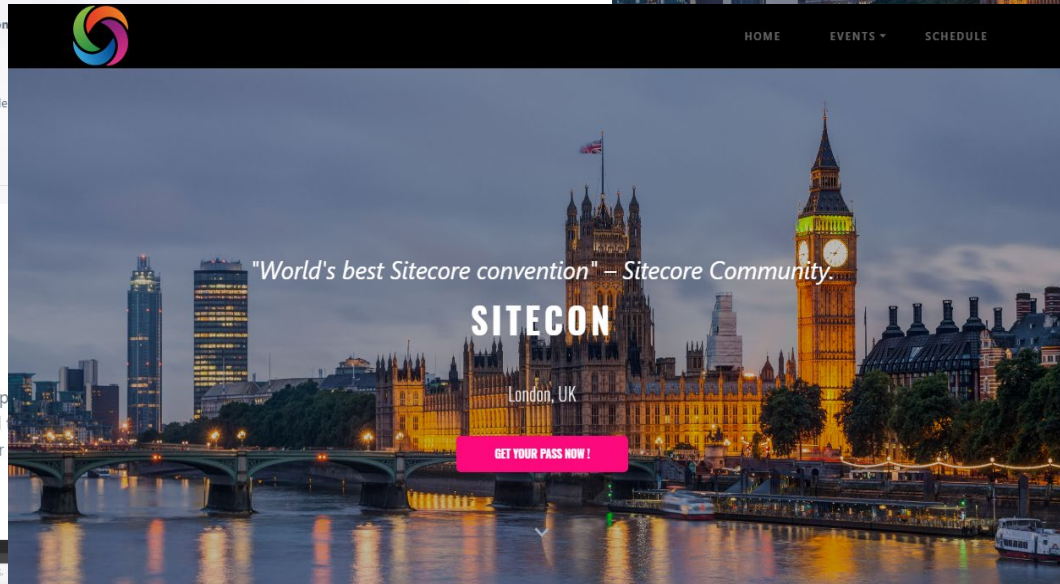 HOME EVENTS SCHEDULE
"World's best Sitecore convention" – Sitecore Community.
SITECON
London, UK
GET YOUR PASS NOW !